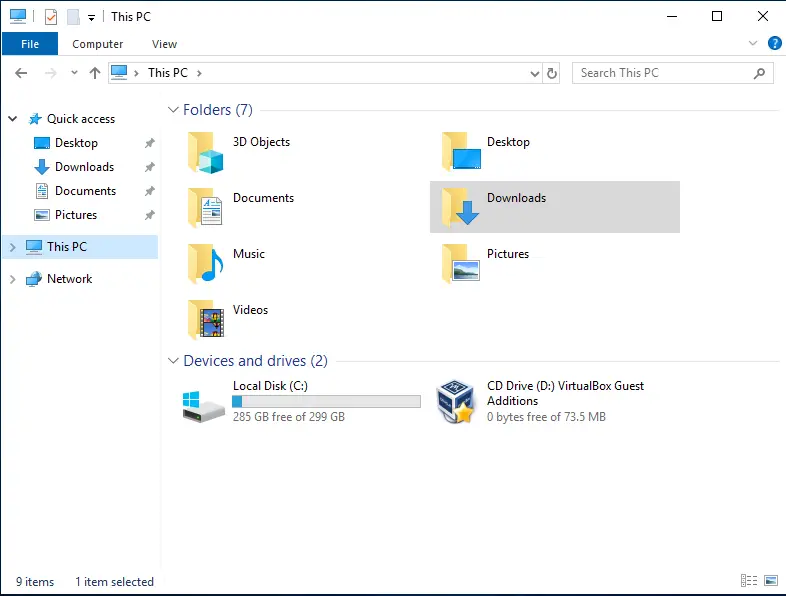 This PC
File
Computer
View
This PC
Search This PC
Quick access
Desktop
Downloads
Documents
Pictures
This PC
Network
Folders (7)
3D Objects
Desktop
Documents
Downloads
Music
Pictures
Videos
Devices and drives (2)
Local Disk (C:)
285 GB free of 299 GB
CD Drive (D:) VirtualBox Guest
Additions
0 bytes free of 73.5 MB
9 items
1 item selected